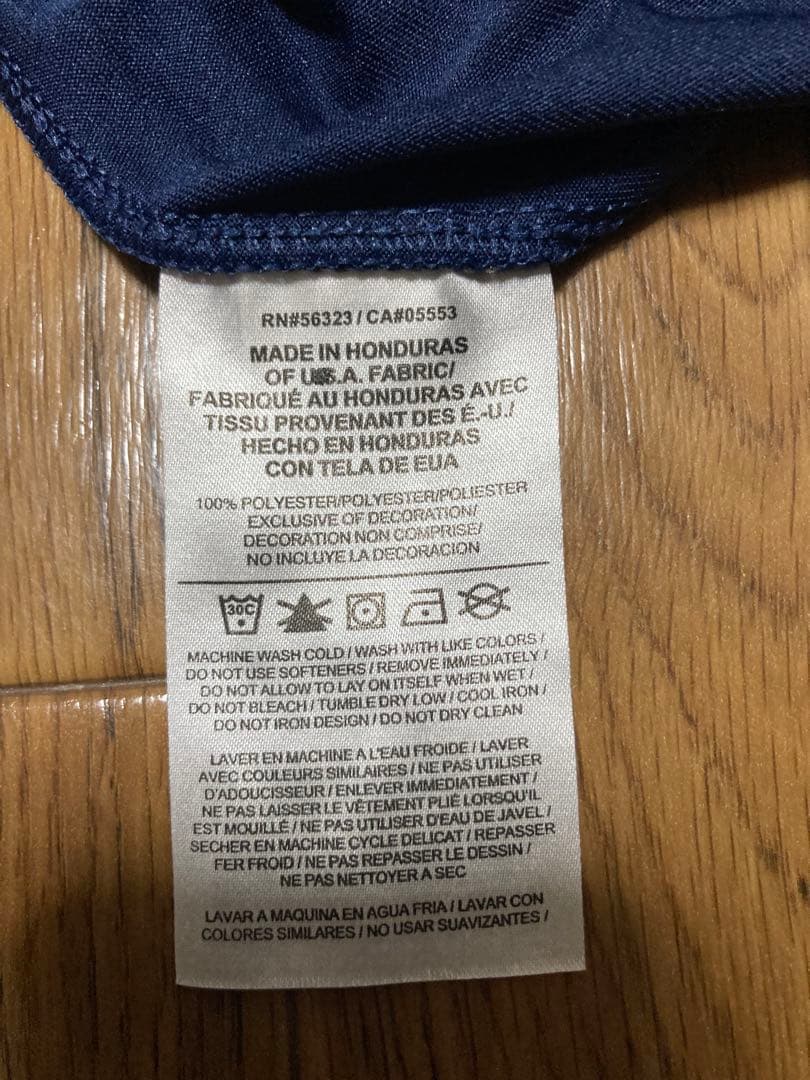 RN#56323 / CA#05553
MADE IN HONDURAS
OF U.S.A. FABRIC/
FABRIQUÉ AU HONDURAS AVEC
TISSU PROVENANT DES É.-U./
HECHO EN HONDURAS
CON TELA DE EUA
100% POLYESTER/POLYESTER/POLIESTER
EXCLUSIVE OF DECORATION/
DECORATION NON COMPRISE/
NO INCLUYE LA DECORACION
30C
MACHINE WASH COLD / WASH WITH LIKE COLORS /
DO NOT USE SOFTENERS / REMOVE IMMEDIATELY /
DO NOT ALLOW TO LAY ON ITSELF WHEN WET /
DO NOT BLEACH / TUMBLE DRY LOW / COOL IRON /
DO NOT IRON DESIGN / DO NOT DRY CLEAN
LAVER EN MACHINE A L'EAU FROIDE / LAVER
AVEC COULEURS SIMILAIRES / NE PAS UTILISER
D'ADOUCISSEUR / ENLEVER IMMEDIATEMENT /
NE PAS LAISSER LE VÊTEMENT PLIÉ LORSQU'IL
EST MOUILLÉ / NE PAS UTILISER D'EAU DE JAVEL /
SECHER EN MACHINE CYCLE DELICAT / REPASSER
FER FROID / NE PAS REPASSER LE DESSIN /
NE PAS NETTOYER A SEC
LAVAR A MAQUINA EN AGUA FRIA / LAVAR CON
COLORES SIMILARES / NO USAR SUAVIZANTES /